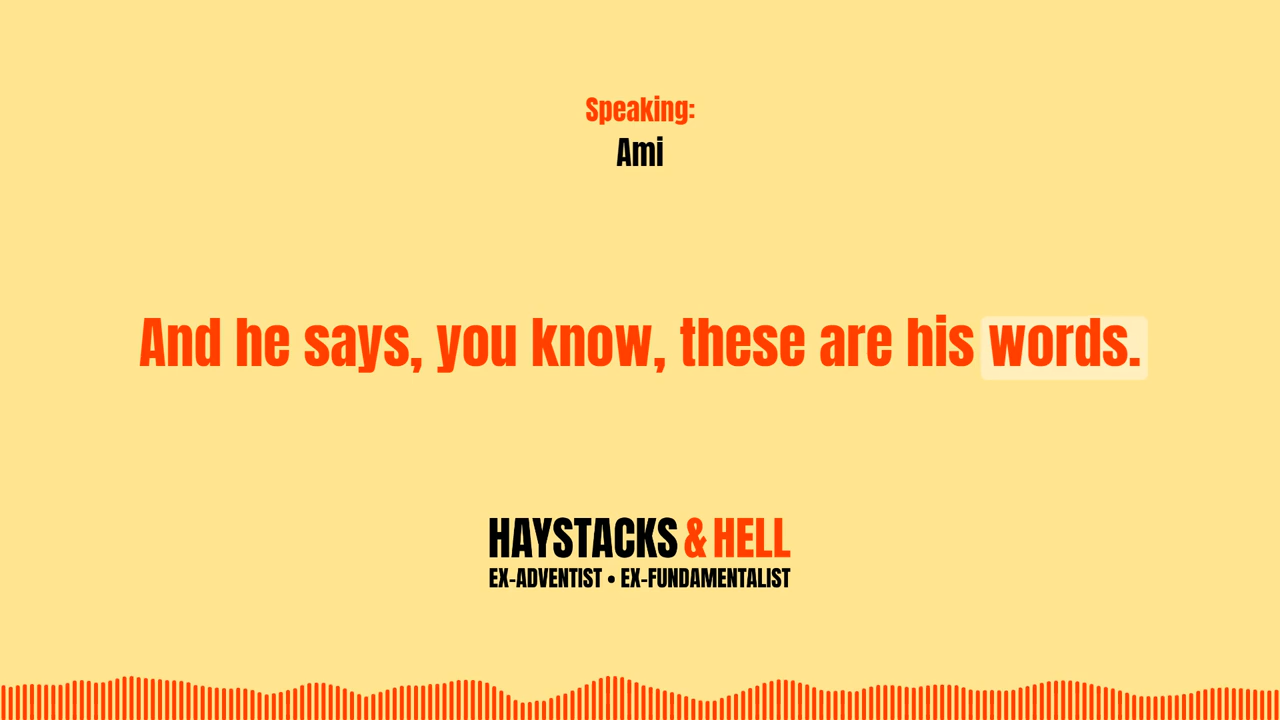 Speaking:
Ami
And he says, you know, these are his words.
HAYSTACKS & HELL
EX-ADVENTIST • EX-FUNDAMENTALIST